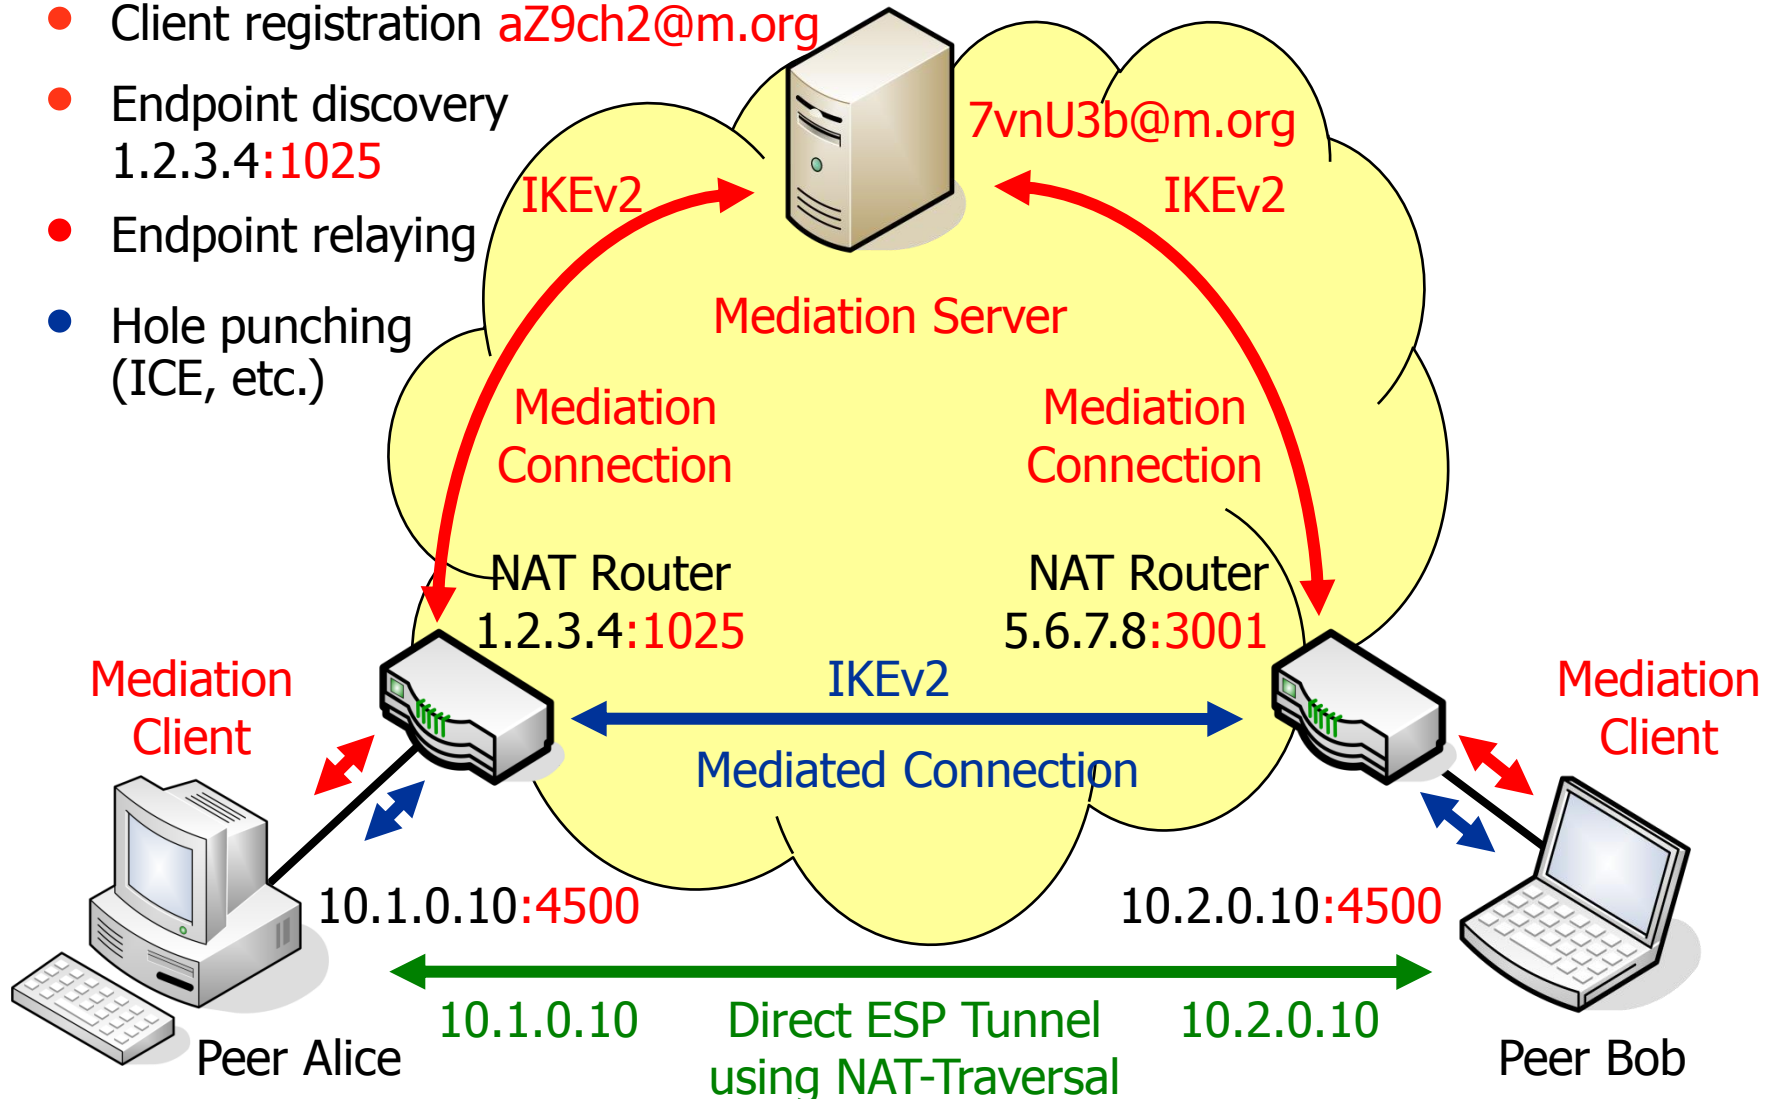 Client registration aZ9ch2@m.org
Endpoint discovery
1.2.3.4:1025
Endpoint relaying
Hole punching
(ICE, etc.)
7vnU3b@m.org
IKEv2
IKEv2
Mediation Server
Mediation
Connection
Mediation
Connection
NAT Router
1.2.3.4:1025
NAT Router
5.6.7.8:3001
Mediation
Client
IKEv2
Mediated Connection
Mediation
Client
10.1.0.10:4500
10.2.0.10:4500
10.1.0.10
Direct ESP Tunnel
using NAT-Traversal
10.2.0.10
Peer Alice
Peer Bob